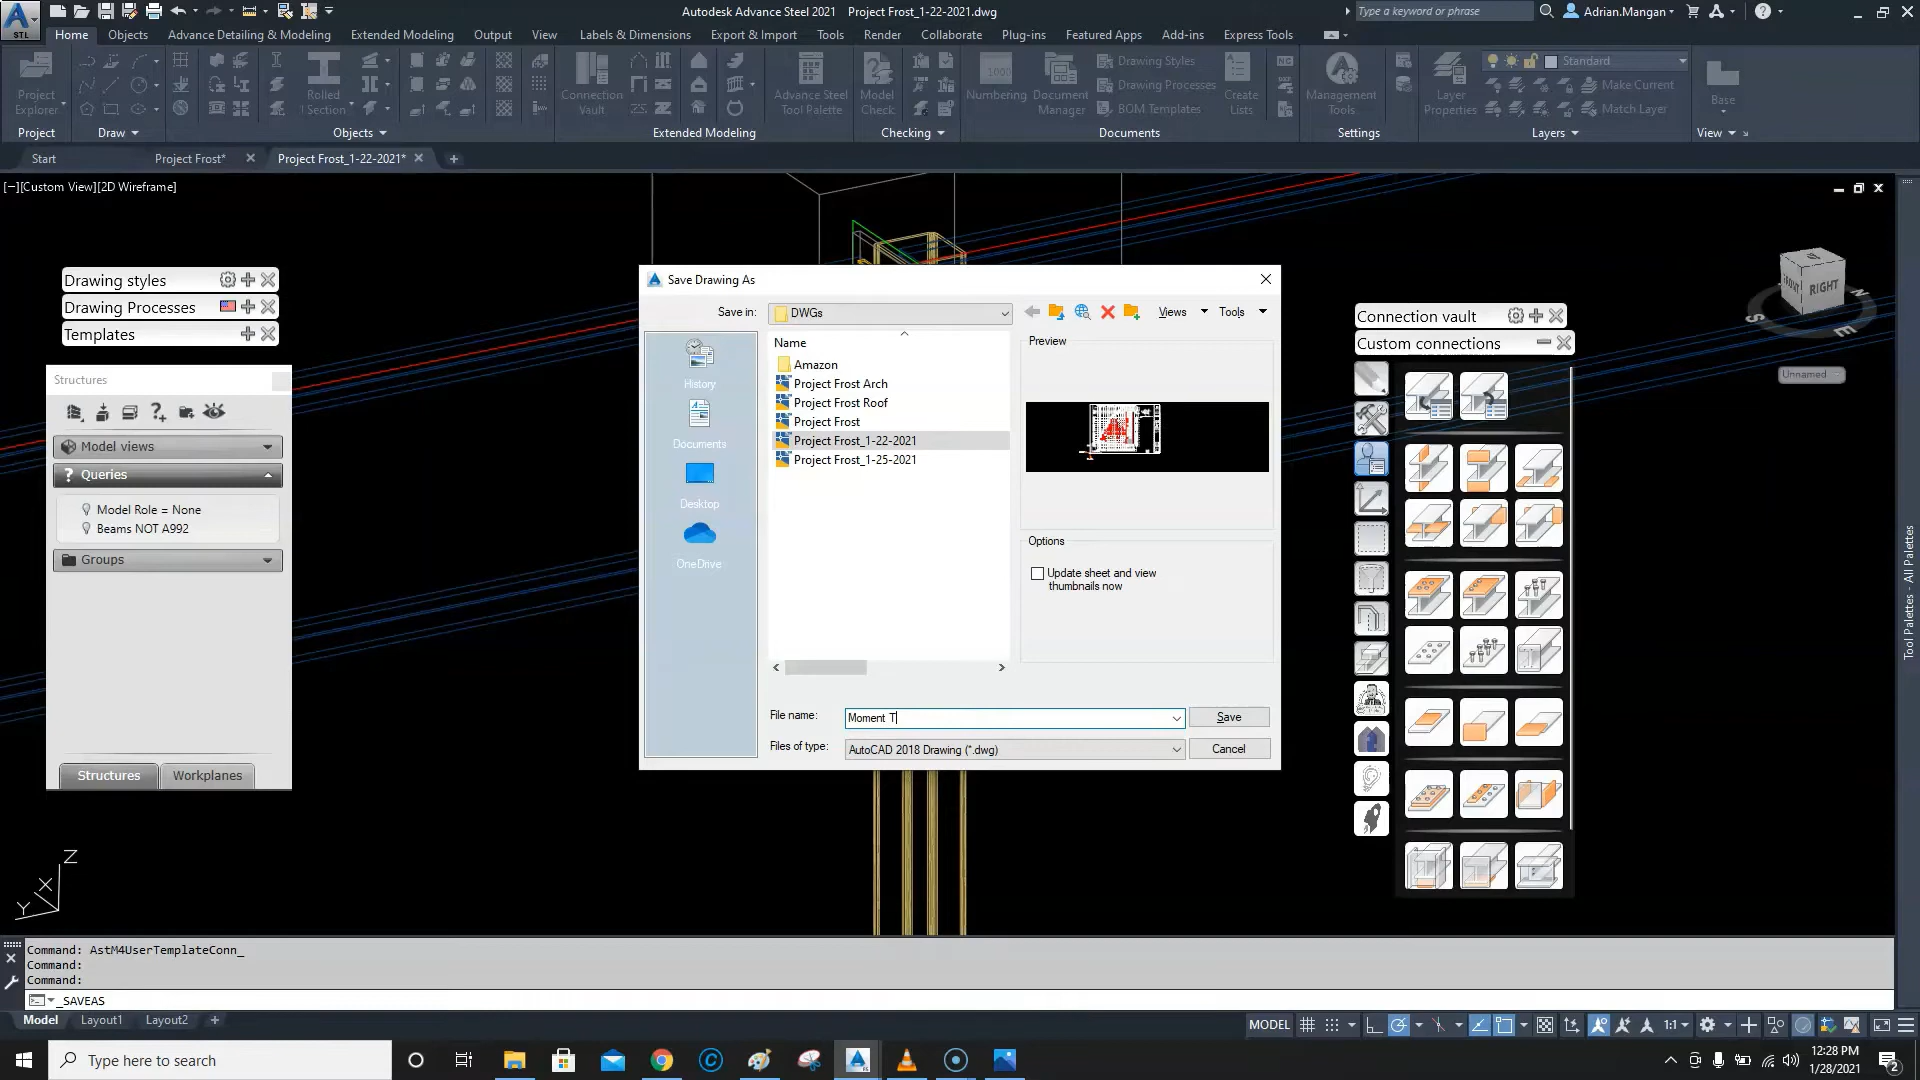 Autodesk Advance Steel 2021 Project Frost_1-22-2021.dwg
Type a keyword or phrase
Adrian.Mangan
STL
Home Objects Advance Detailing & Modeling Extended Modeling Output View Labels & Dimensions Export & Import Tools Render Collaborate Plug-ins Featured Apps Add-ins Express Tools
Project Explorer
Rolled I Section
Connection Vault
Advance Steel Tool Palette
Model Check
1000
Numbering
Document Manager
Drawing Styles
Drawing Processes
BOM Templates
Create Lists
Management Tools
Layer Properties
Standard
Make Current
Match Layer
Base
Project Draw Objects Extended Modeling Checking Documents Settings Layers View
Start Project Frost* Project Frost_1-22-2021*
[−][Custom View][2D Wireframe]
Drawing styles
Drawing Processes
Templates
Structures
Model views
Queries
Model Role = None
Beams NOT A992
Groups
Structures Workplanes
Save Drawing As
Save in: DWGs
Views Tools
History
Documents
Desktop
OneDrive
Name
Amazon
Project Frost Arch
Project Frost Roof
Project Frost
Project Frost_1-22-2021
Project Frost_1-25-2021
Preview
Options
Update sheet and view
thumbnails now
File name: Moment T
Save
Files of type: AutoCAD 2018 Drawing (*.dwg)
Cancel
Connection vault
Custom connections
FRONT RIGHT
S E N
Unnamed
Tool Palettes - All Palettes
Z
X
Y
Command: AstM4UserTemplateConn_
Command:
Command:
_SAVEAS
Model Layout1 Layout2
MODEL 1:1
Type here to search
12:28 PM
1/28/2021
2